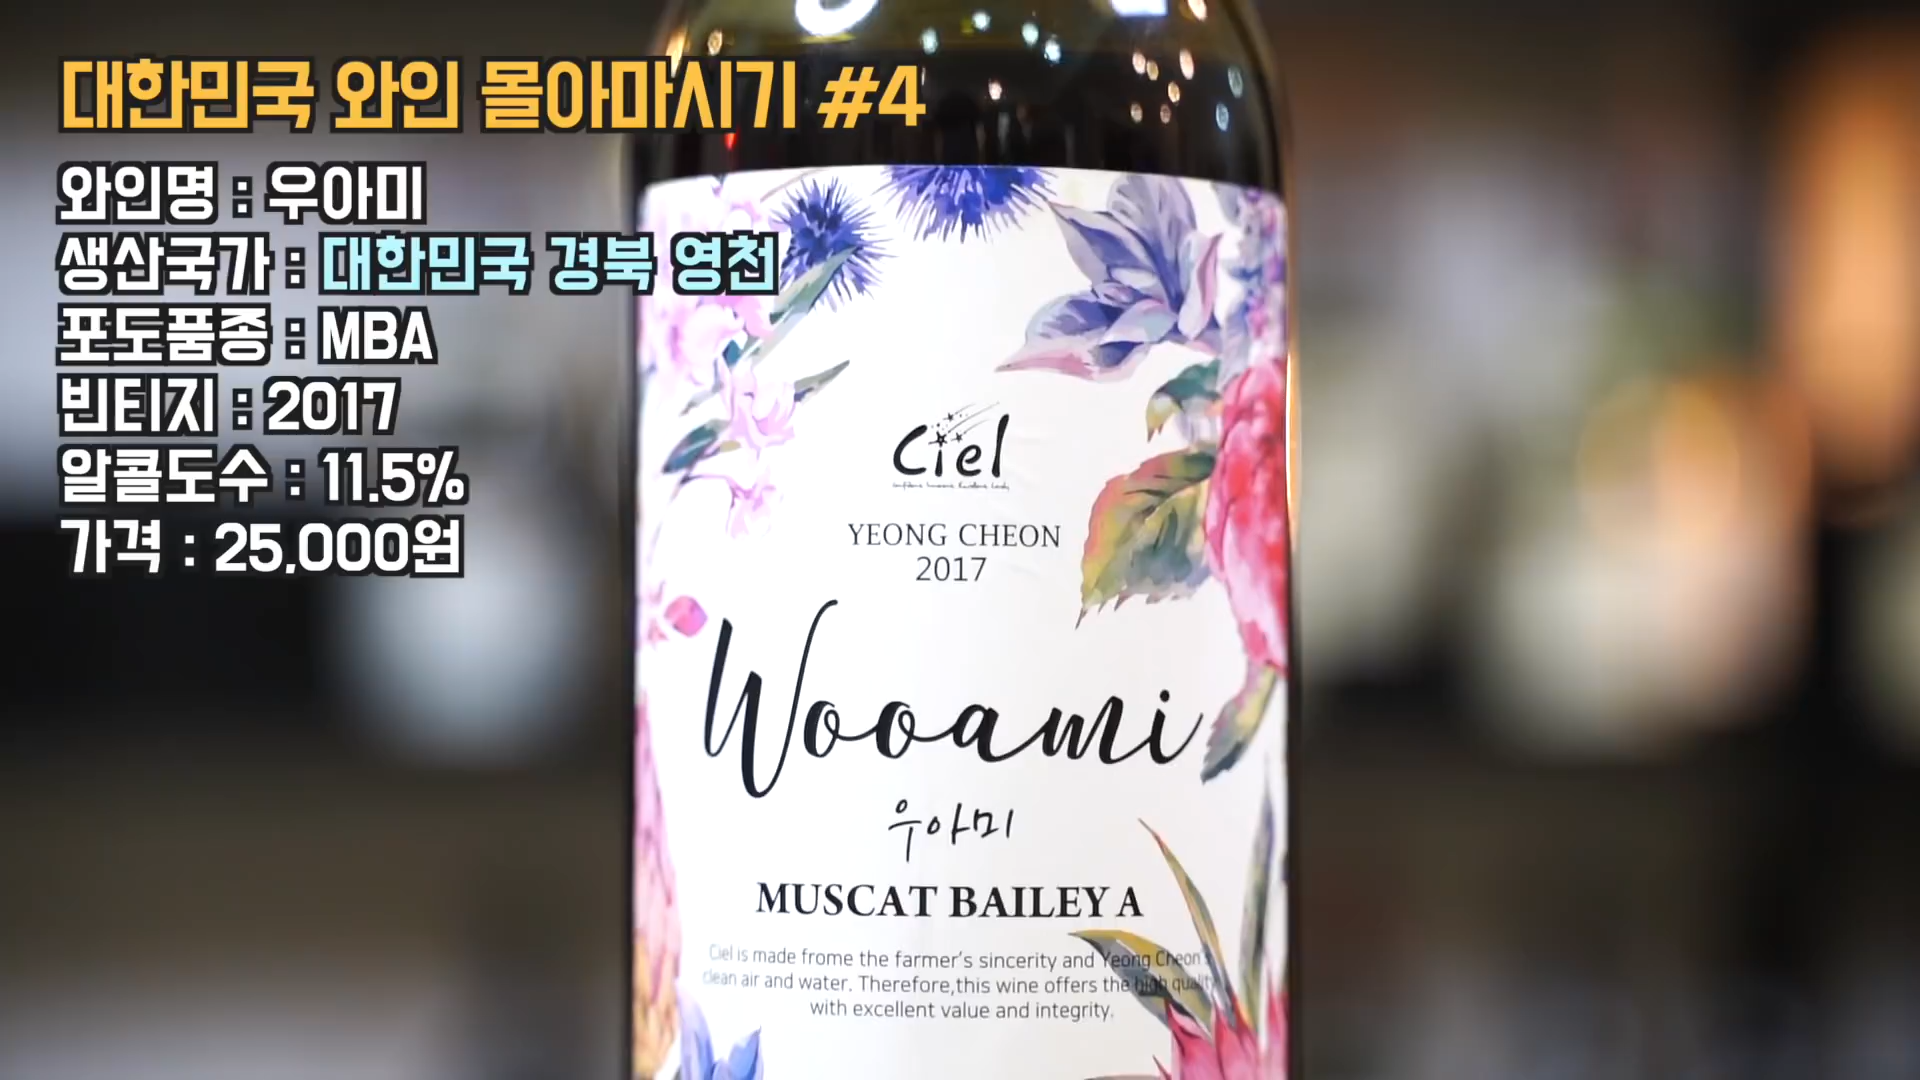 대한민국 와인 몰아마시기 #4
와인명 : 우아미
생산국가 : 대한민국 경북 영천
포도품종 : MBA
빈티지 : 2017
알콜도수 : 11.5%
가격 : 25,000원
Ciel
YEONG CHEON
2017
Wooami
우아미
MUSCAT BAILEY A
Ciel is made frome the farmer's sincerity and Yeong Cheon's
clean air and water. Therefore,this wine offers the high quality
with excellent value and integrity.